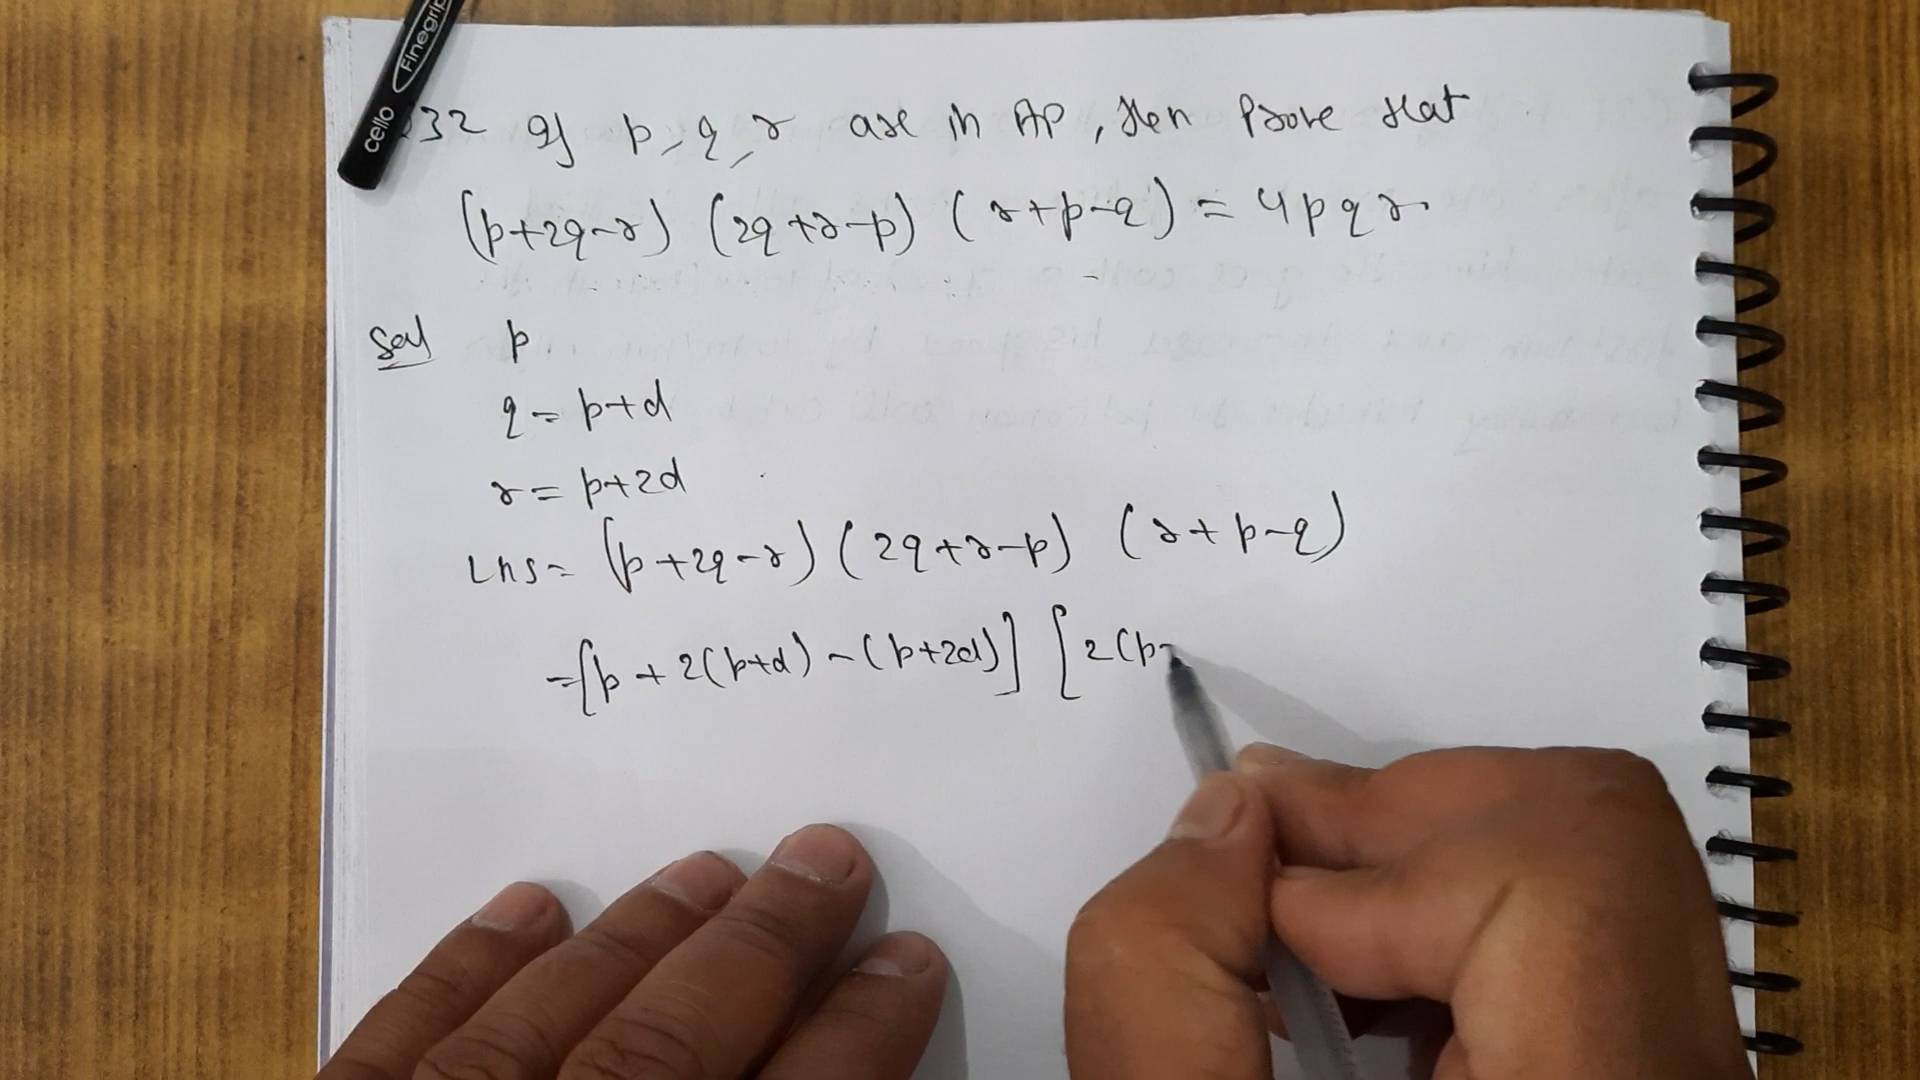 cello Finegrip
32 If p, q, r are in AP, then Prove that
(p+2q-r) (2q+r-p) (r+p-q) = 4pqr.
Sol p
q = p+d
r = p+2d
LHS = (p+2q-r) (2q+r-p) (r+p-q)
= [p + 2(p+d) - (p+2d)] [2(p